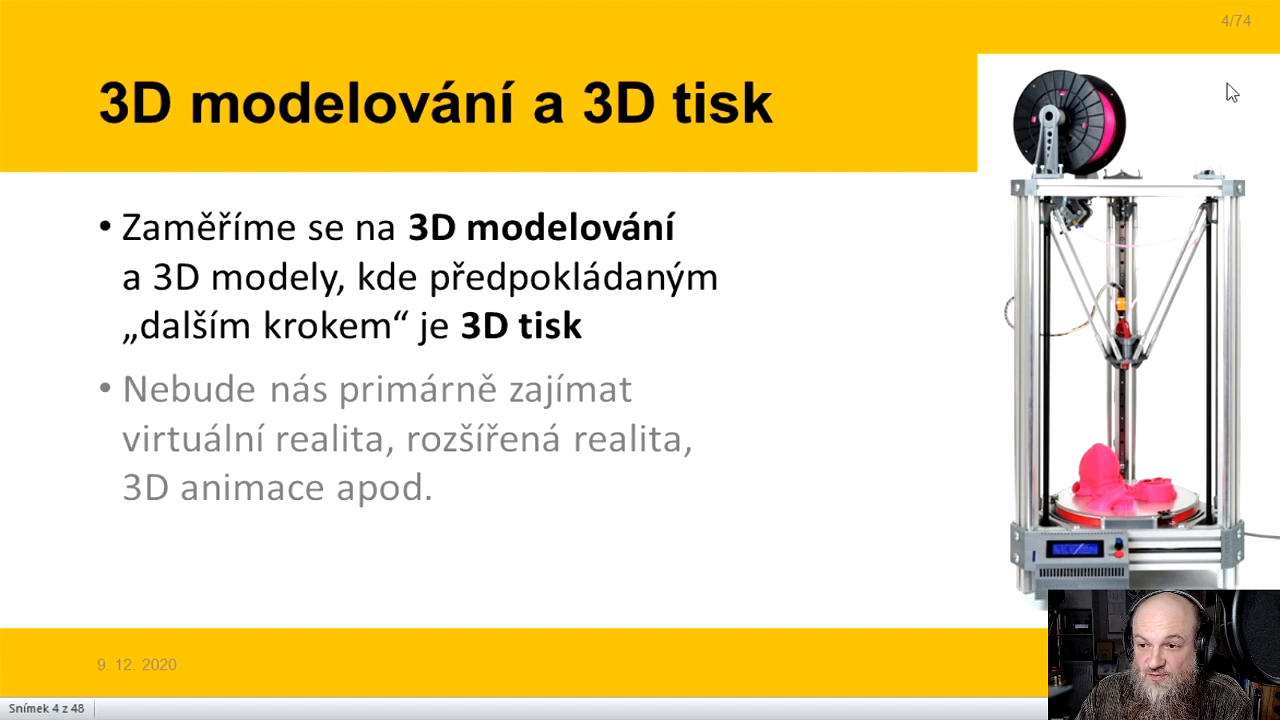 4/74
3D modelování a 3D tisk
• Zaměříme se na 3D modelování
a 3D modely, kde předpokládaným
„dalším krokem“ je 3D tisk
• Nebude nás primárně zajímat
virtuální realita, rozšířená realita,
3D animace apod.
9. 12. 2020
Snímek 4 z 48